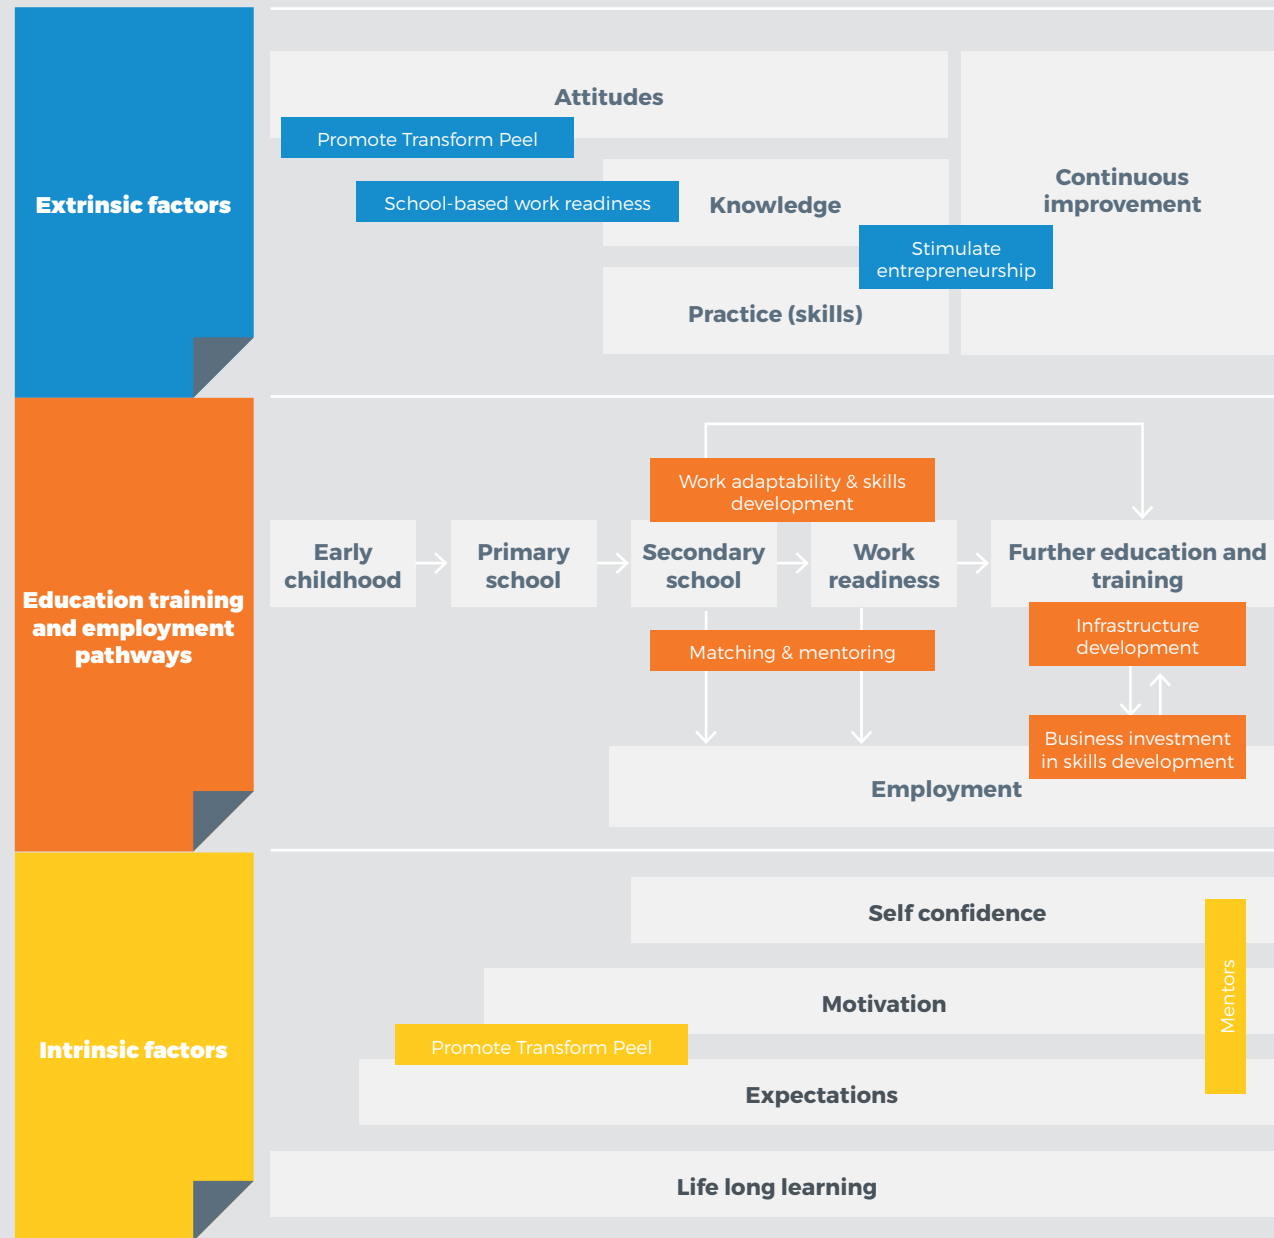 Extrinsic factors
Attitudes
Promote Transform Peel
School-based work readiness
Knowledge
Continuous
improvement
Stimulate
entrepreneurship
Practice (skills)
Education training
and employment
pathways
Work adaptability & skills
development
Early
childhood
Primary
school
Secondary
school
Work
readiness
Further education and
training
Matching & mentoring
Infrastructure
development
Business investment
in skills development
Employment
Intrinsic factors
Self confidence
Motivation
Mentors
Promote Transform Peel
Expectations
Life long learning